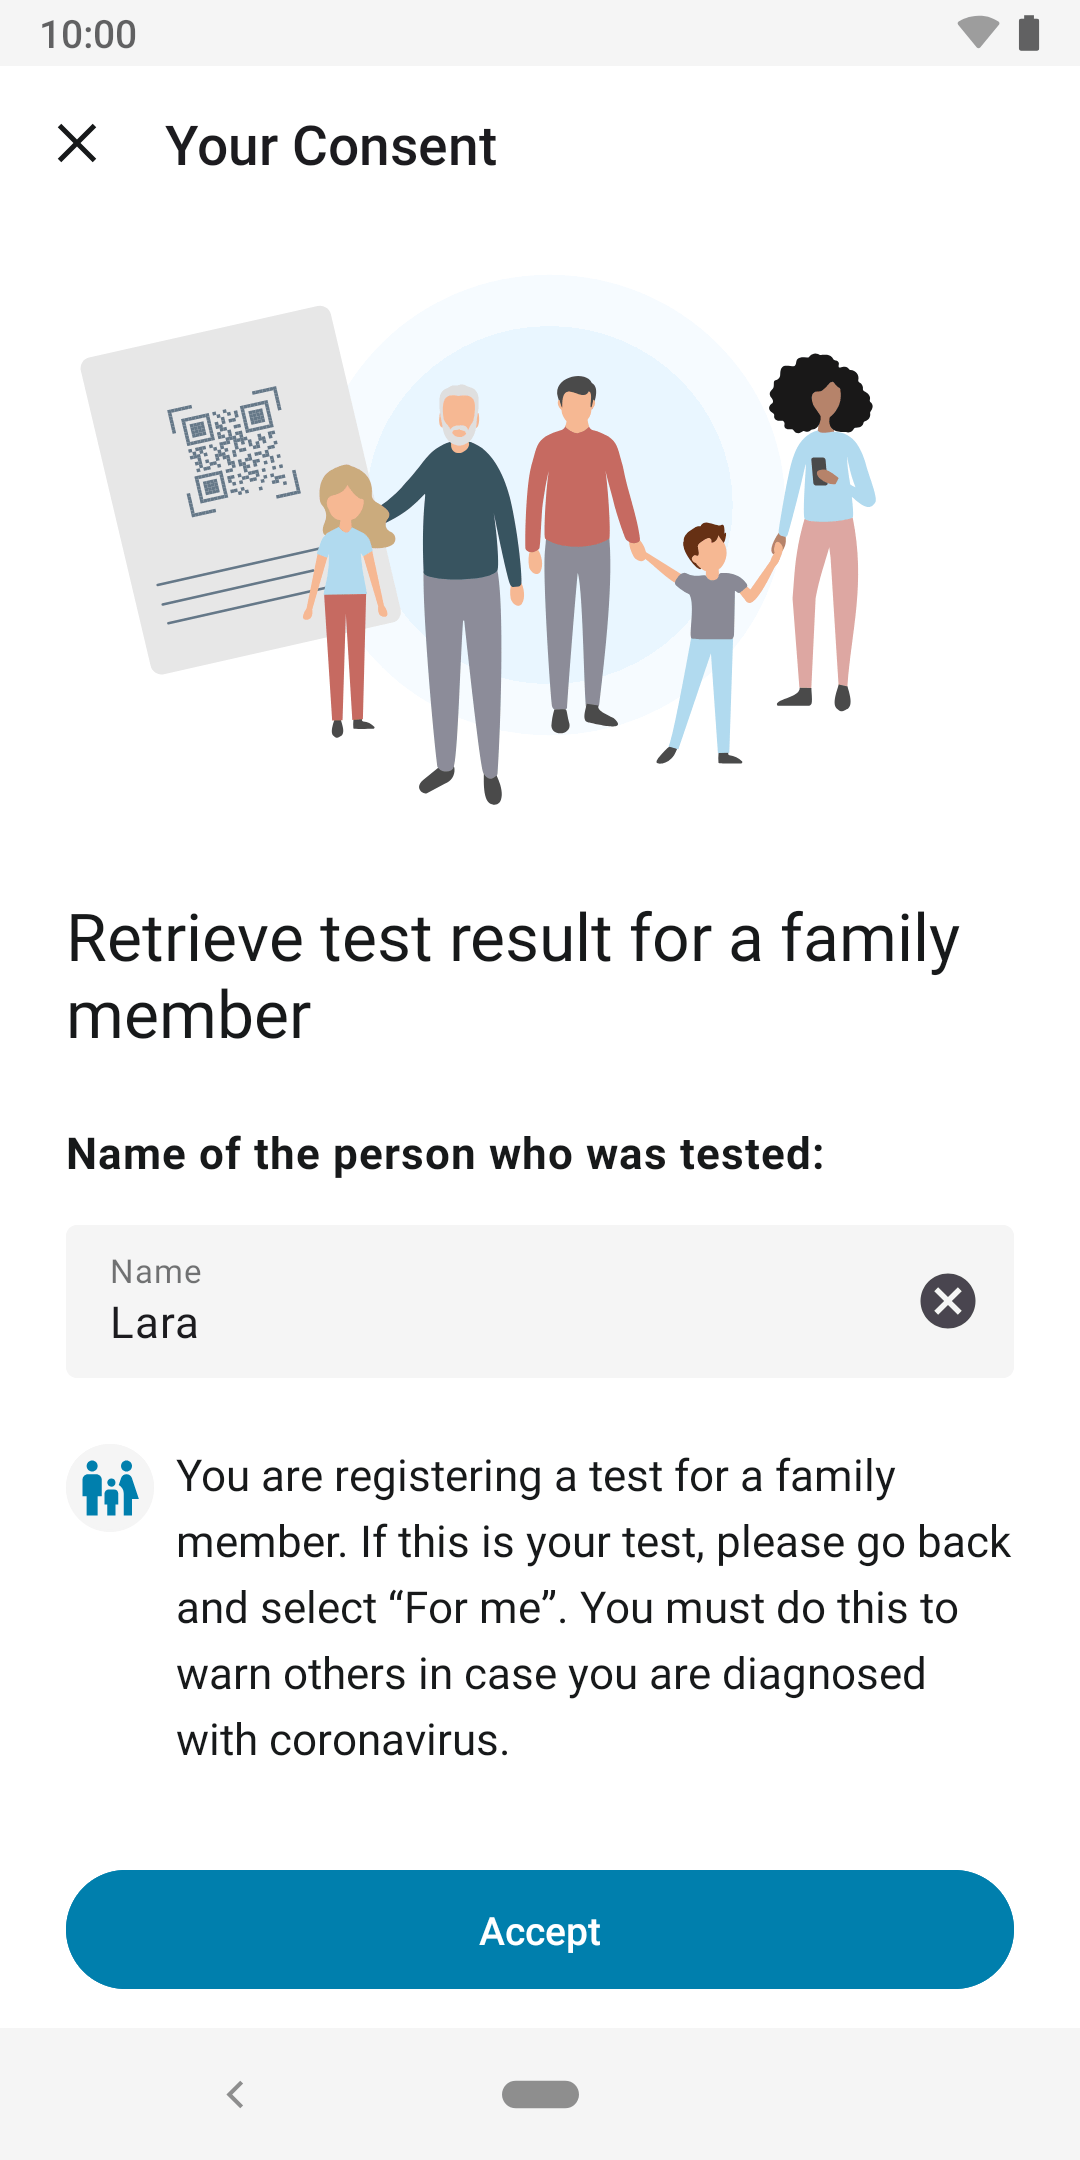 10:00
Your Consent
Retrieve test result for a family
member
Name of the person who was tested:
Name
Lara
You are registering a test for a family
member. If this is your test, please go back
and select “For me”. You must do this to
warn others in case you are diagnosed
with coronavirus.
Accept